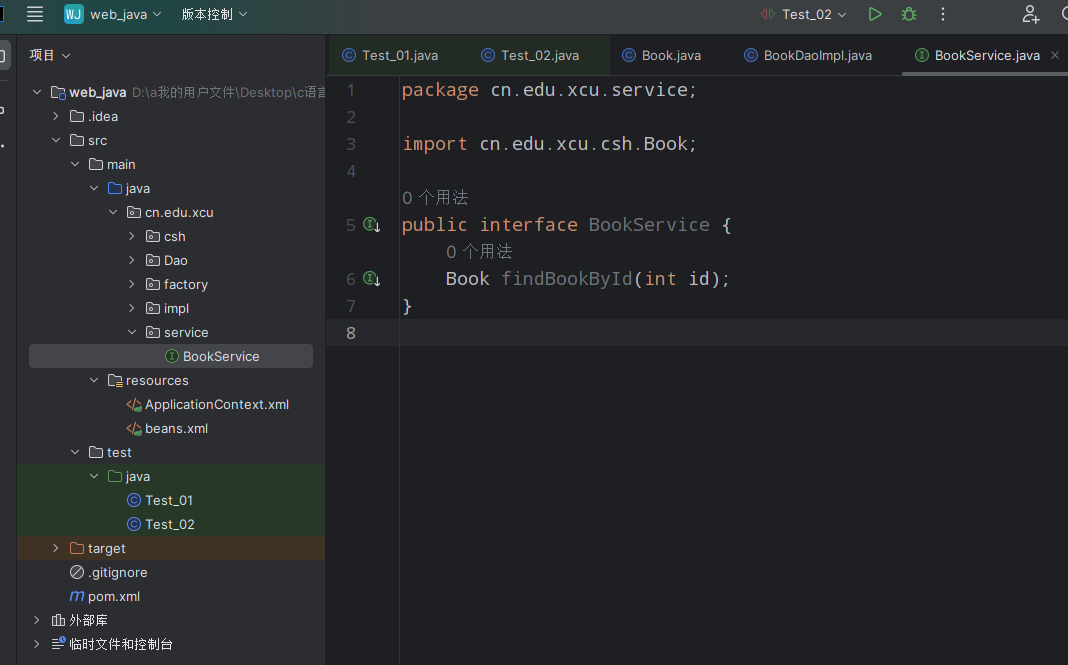 WJ web_java 版本控制 Test_02
项目
Test_01.java Test_02.java Book.java BookDaoImpl.java BookService.java
web_java D:\a我的用户文件\Desktop\c语言
.idea
src
main
java
cn.edu.xcu
csh
Dao
factory
impl
service
BookService
resources
ApplicationContext.xml
beans.xml
test
java
Test_01
Test_02
target
.gitignore
pom.xml
外部库
临时文件和控制台
1 package cn.edu.xcu.service;
2
3 import cn.edu.xcu.csh.Book;
4
0 个用法
5 public interface BookService {
0 个用法
6 Book findBookById(int id);
7 }
8